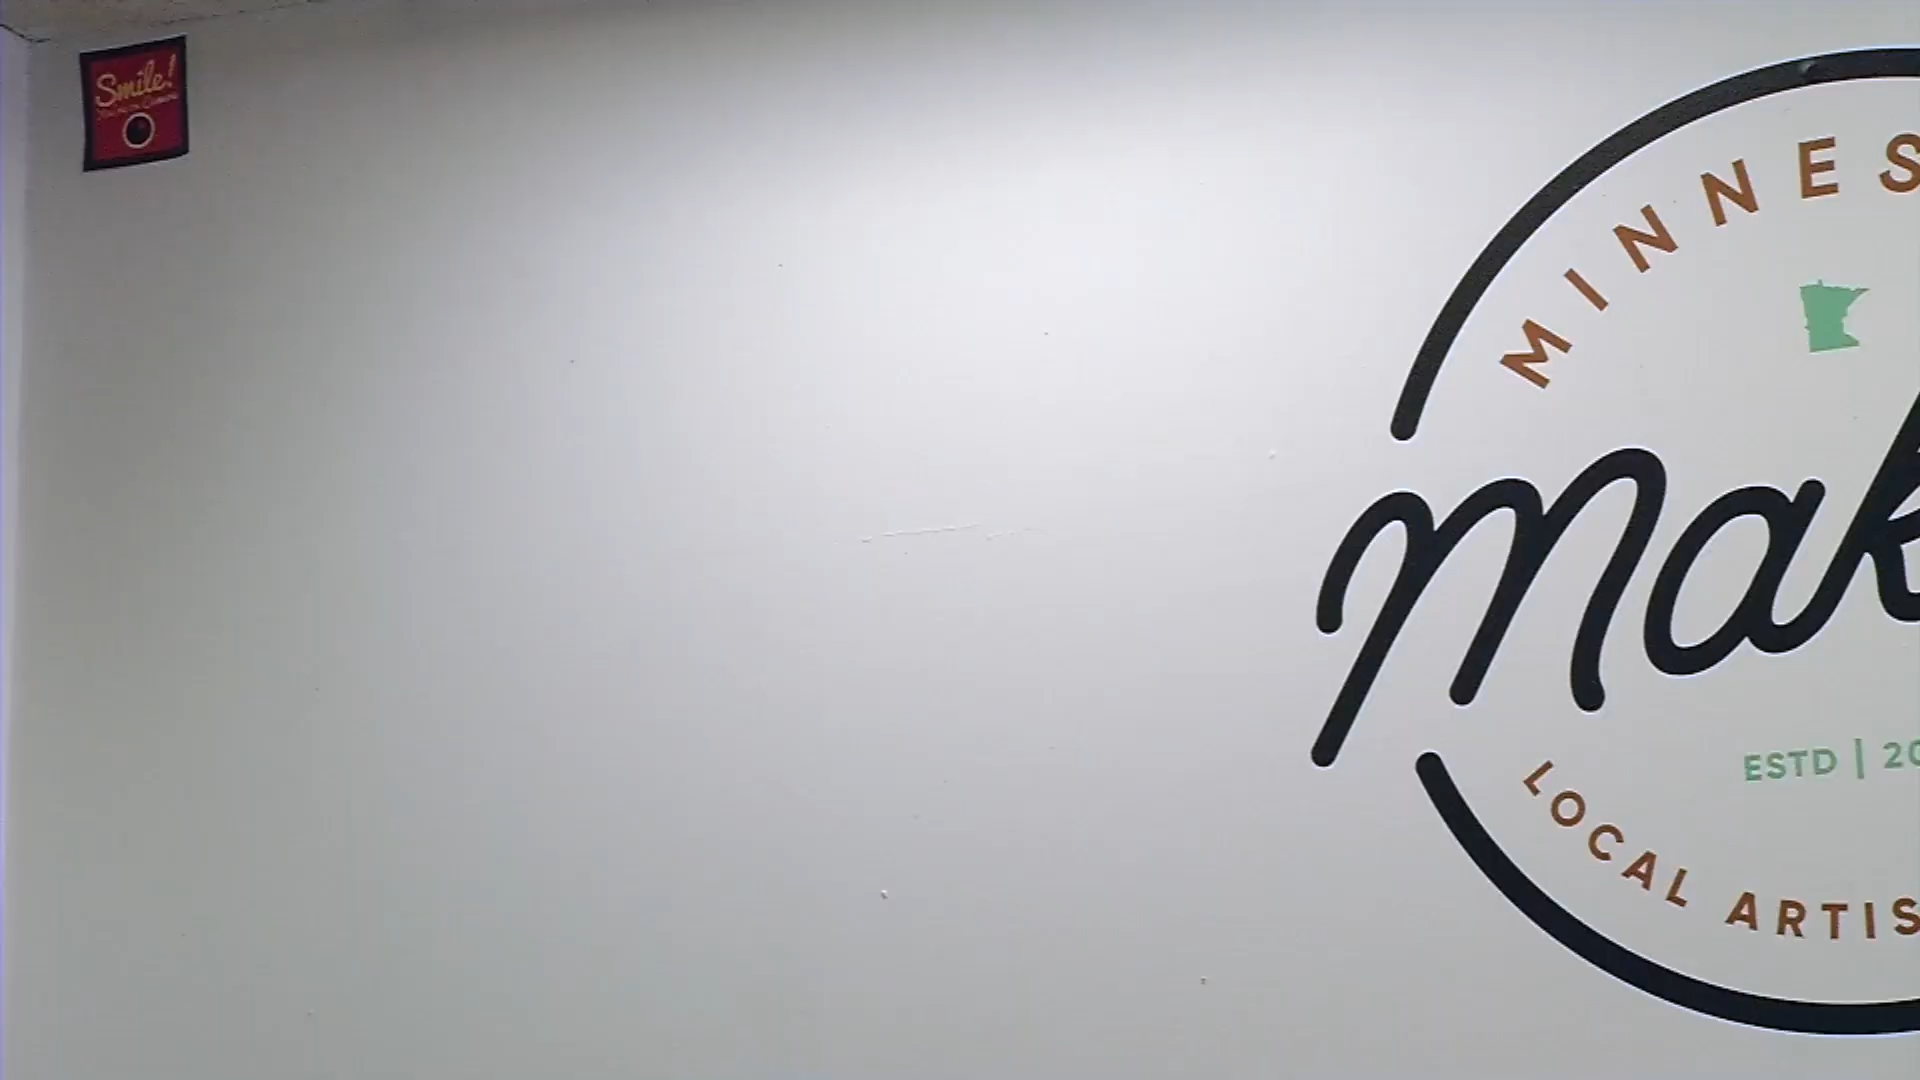 Smile!
MINNES
Mak
ESTD | 20
LOCAL ARTIS